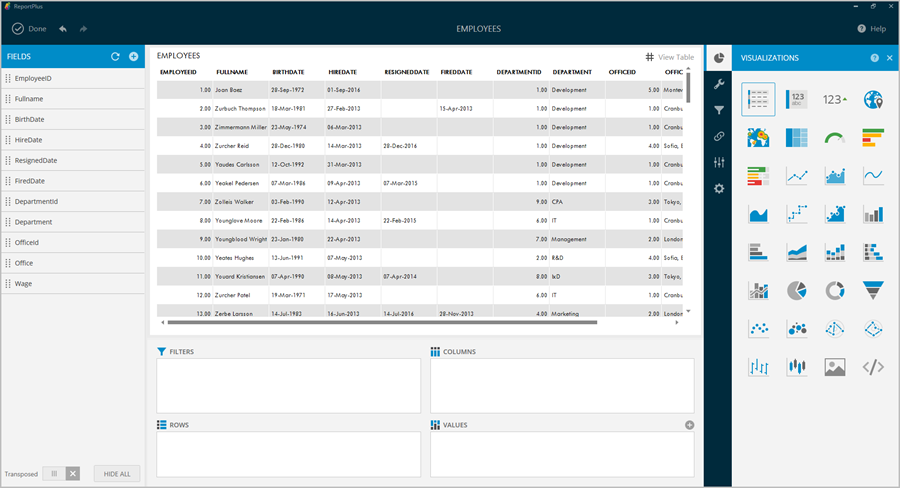 ReportPlus
Done
EMPLOYEES
Help
FIELDS
EmployeeID
Fullname
BirthDate
HireDate
ResignedDate
FiredDate
DepartmentId
Department
OfficeId
Office
Wage
Transposed
HIDE ALL
EMPLOYEES
View Table
EMPLOYEEID FULLNAME BIRTHDATE HIREDATE RESIGNEDDATE FIREDDATE DEPARTMENTID DEPARTMENT OFFICEID OFFIC
1.00 Joan Baez 28-Sep-1972 01-Sep-2016 1.00 Development 5.00 Montev
2.00 Zurbuch Thompson 18-Mar-1981 27-Feb-2013 15-Apr-2013 1.00 Development 1.00 Cranbu
3.00 Zimmermann Miller 23-May-1974 06-Mar-2013 1.00 Development 1.00 Cranbu
4.00 Zurcher Reid 28-Dec-1980 14-Mar-2013 28-Dec-2016 1.00 Development 4.00 Sofia, B
5.00 Youdes Carlsson 12-Oct-1992 31-Mar-2013 1.00 Development 1.00 Cranbu
6.00 Yeakel Pedersen 07-Mar-1986 09-Apr-2013 07-Mar-2015 1.00 Development 1.00 Cranbu
7.00 Zolleis Walker 03-Feb-1990 12-Apr-2013 9.00 CPA 3.00 Tokyo,
8.00 Younglove Moore 22-Feb-1986 14-Apr-2013 22-Feb-2015 6.00 IT 1.00 Cranbu
9.00 Youngblood Wright 23-Jan-1980 22-Apr-2013 7.00 Management 2.00 London
10.00 Yeates Hughes 13-Jun-1991 07-May-2013 2.00 R&D 4.00 Sofia, B
11.00 Youard Kristiansen 07-Apr-1990 08-May-2013 07-Apr-2014 8.00 IxD 3.00 Tokyo,
12.00 Zurcher Patel 19-Mar-1971 17-May-2013 6.00 IT 1.00 Cranbu
13.00 Zerbe Larsson 14-Jul-1983 16-Jun-2013 14-Jul-2016 28-Nov-2013 4.00 Marketing 2.00 London
FILTERS
COLUMNS
ROWS
VALUES
VISUALIZATIONS
123
abc
123